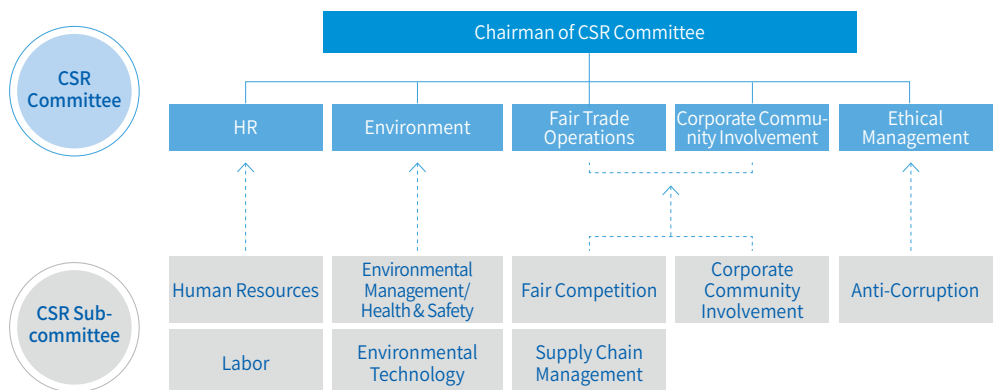 Chairman of CSR Committee
CSR
Committee
HR
Environment
Fair Trade
Operations
Corporate Commu-
nity Involvement
Ethical
Management
CSR Sub-
committee
Human Resources
Environmental
Management/
Health & Safety
Fair Competition
Corporate
Community
Involvement
Anti-Corruption
Labor
Environmental
Technology
Supply Chain
Management